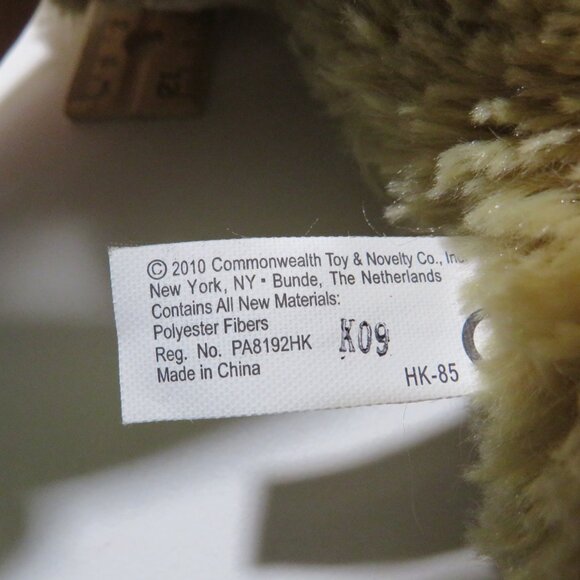 © 2010 Commonwealth Toy & Novelty Co.,
New York, NY ▪ Bunde, The Netherlands
Contains All New Materials:
Polyester Fibers
Reg. No. PA8192HK
K09
Made in China
HK-85